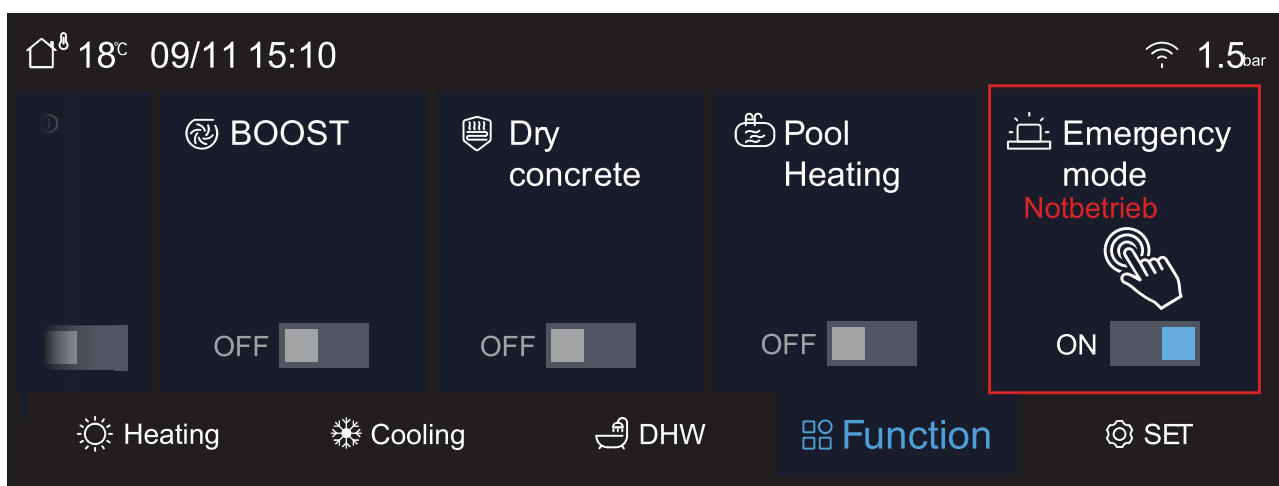 18℃ 09/11 15:10 1.5bar
BOOST
Dry
concrete
Pool
Heating
Emergency
mode
Notbetrieb
OFF
OFF
OFF
ON
Heating
Cooling
DHW
Function
SET